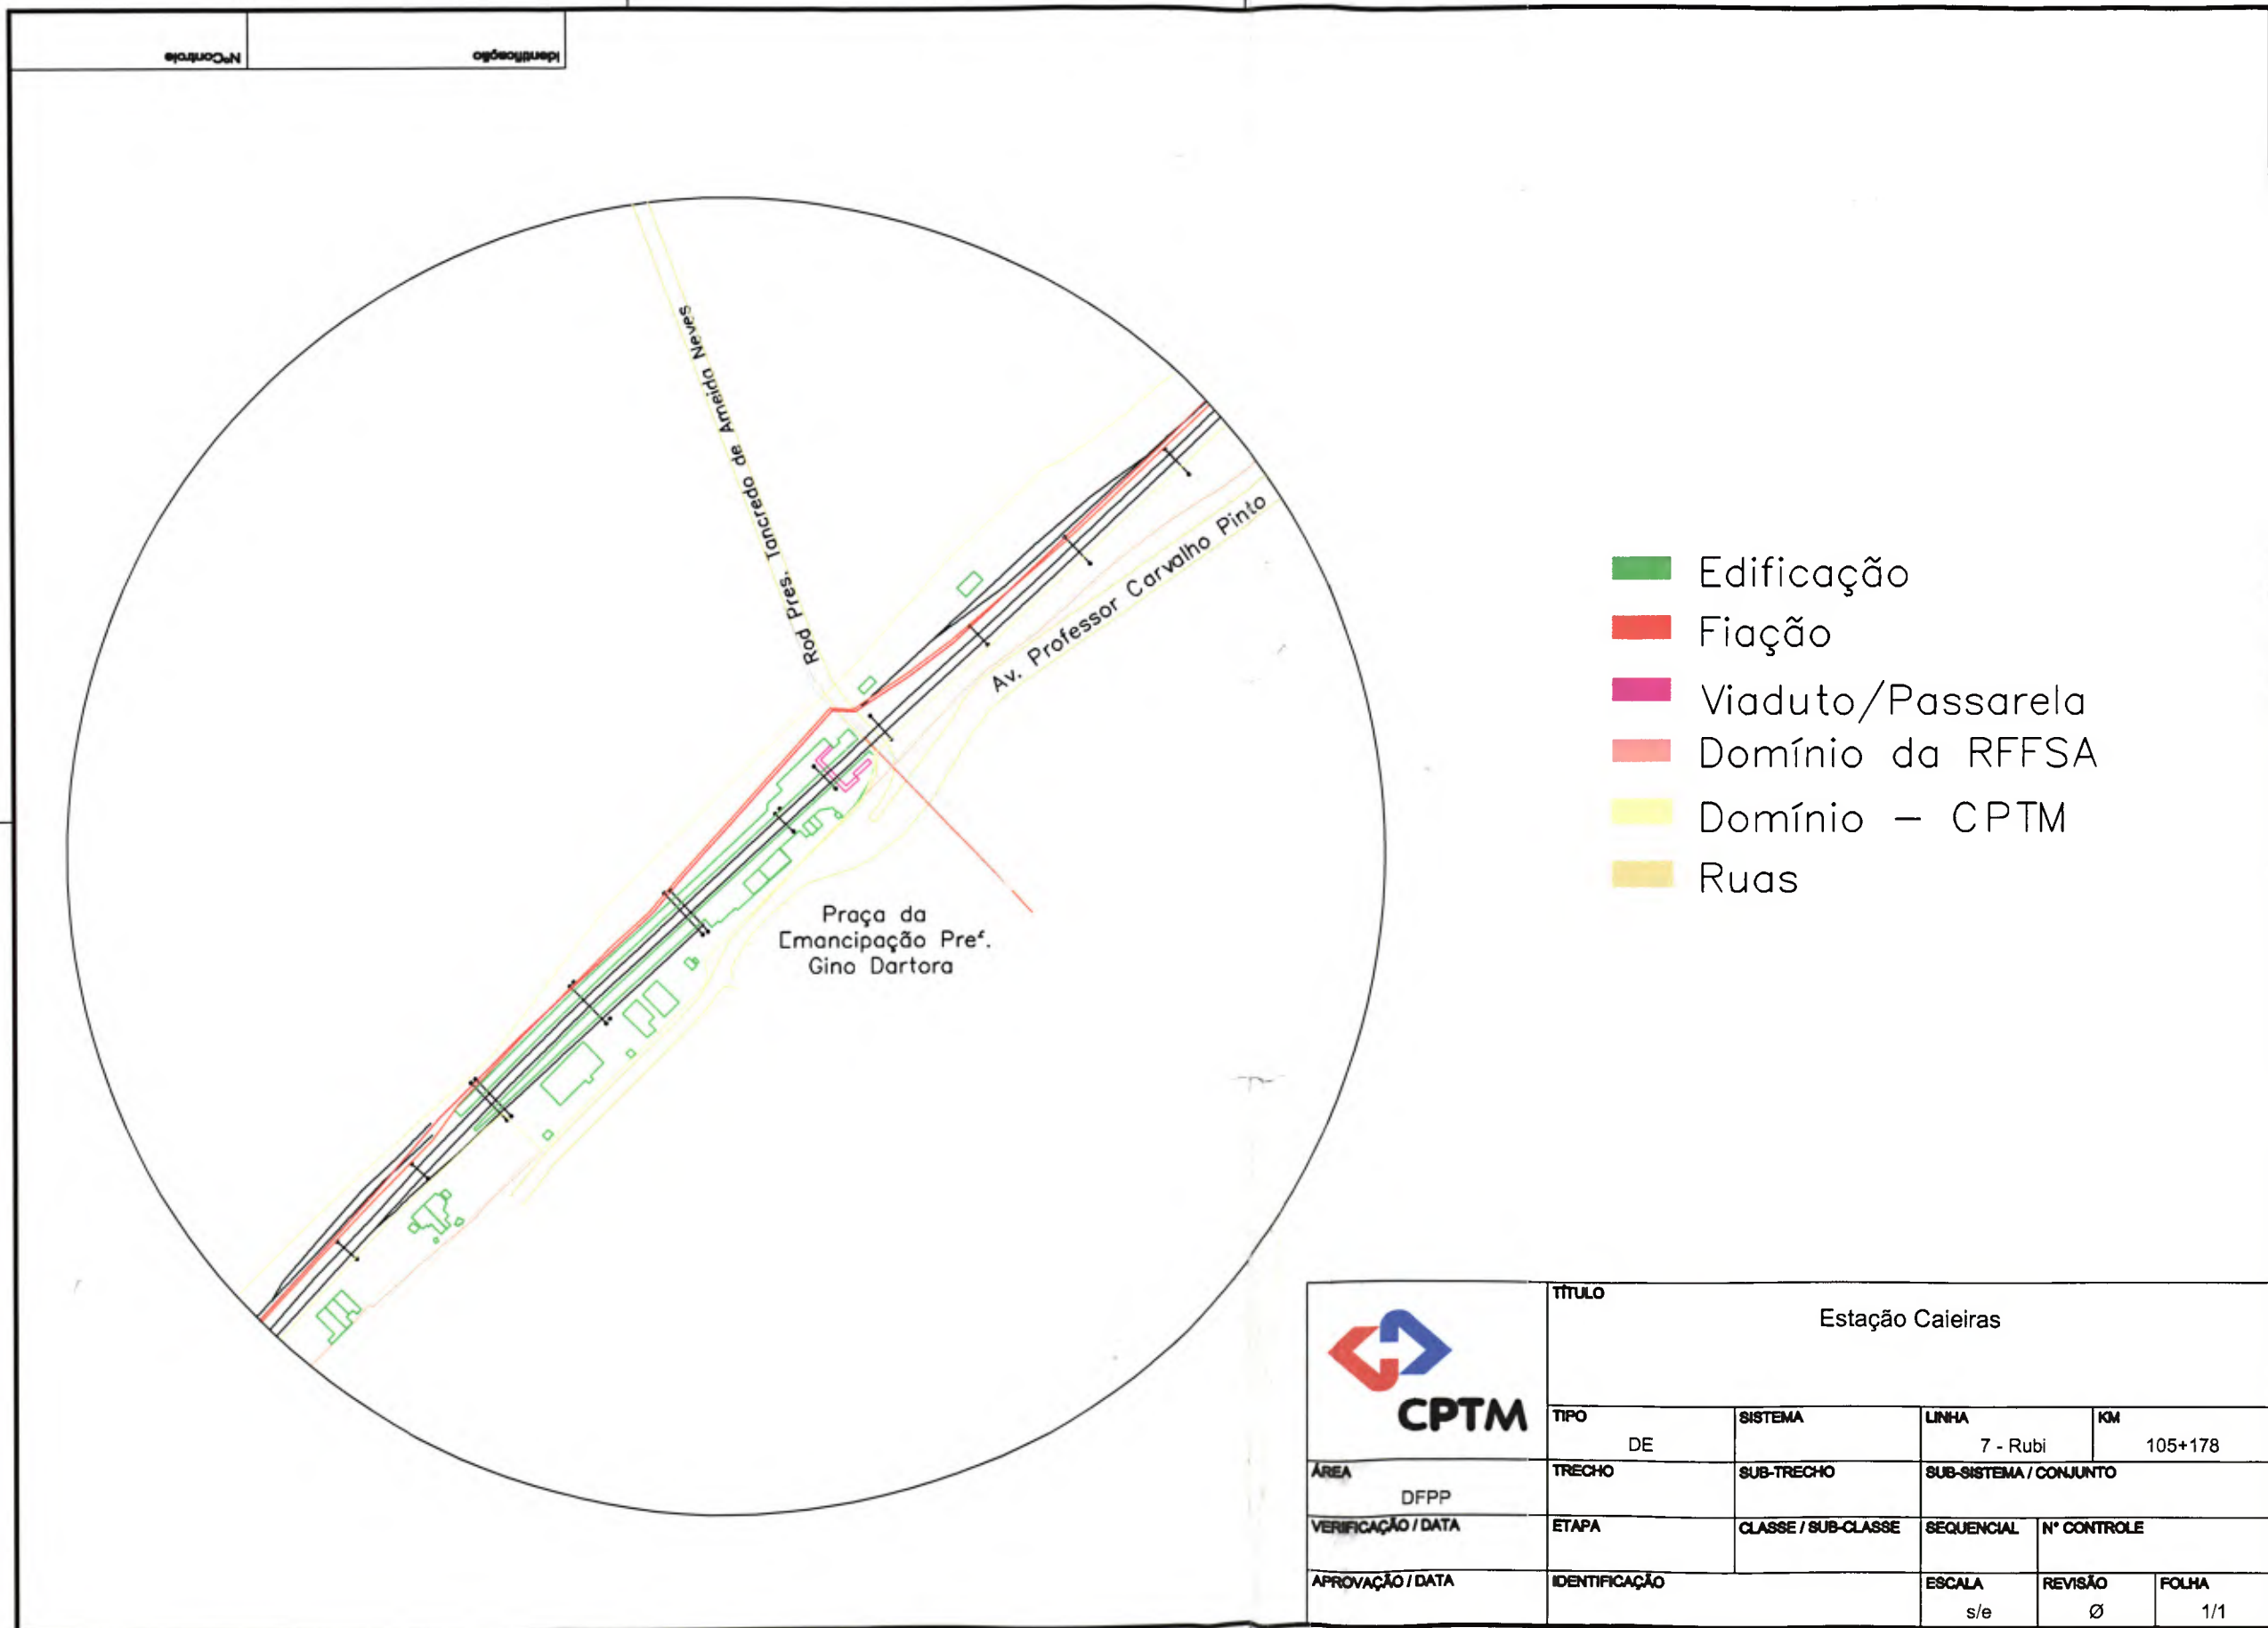 NºControle
Identificação
Rod Pres. Tancredo de Ameida Neves
Av. Professor Carvalho Pinto
Praça da
Emancipação Pref.
Gino Dartora
Edificação
Fiação
Viaduto/Passarela
Domínio da RFFSA
Domínio – CPTM
Ruas
CPTM
TÍTULO
Estação Caieiras
TIPO
DE
SISTEMA
LINHA
7 - Rubi
KM
105+178
ÁREA
DFPP
TRECHO
SUB-TRECHO
SUB-SISTEMA / CONJUNTO
VERIFICAÇÃO / DATA
ETAPA
CLASSE / SUB-CLASSE
SEQUENCIAL
Nº CONTROLE
APROVAÇÃO / DATA
IDENTIFICAÇÃO
ESCALA
s/e
REVISÃO
Ø
FOLHA
1/1